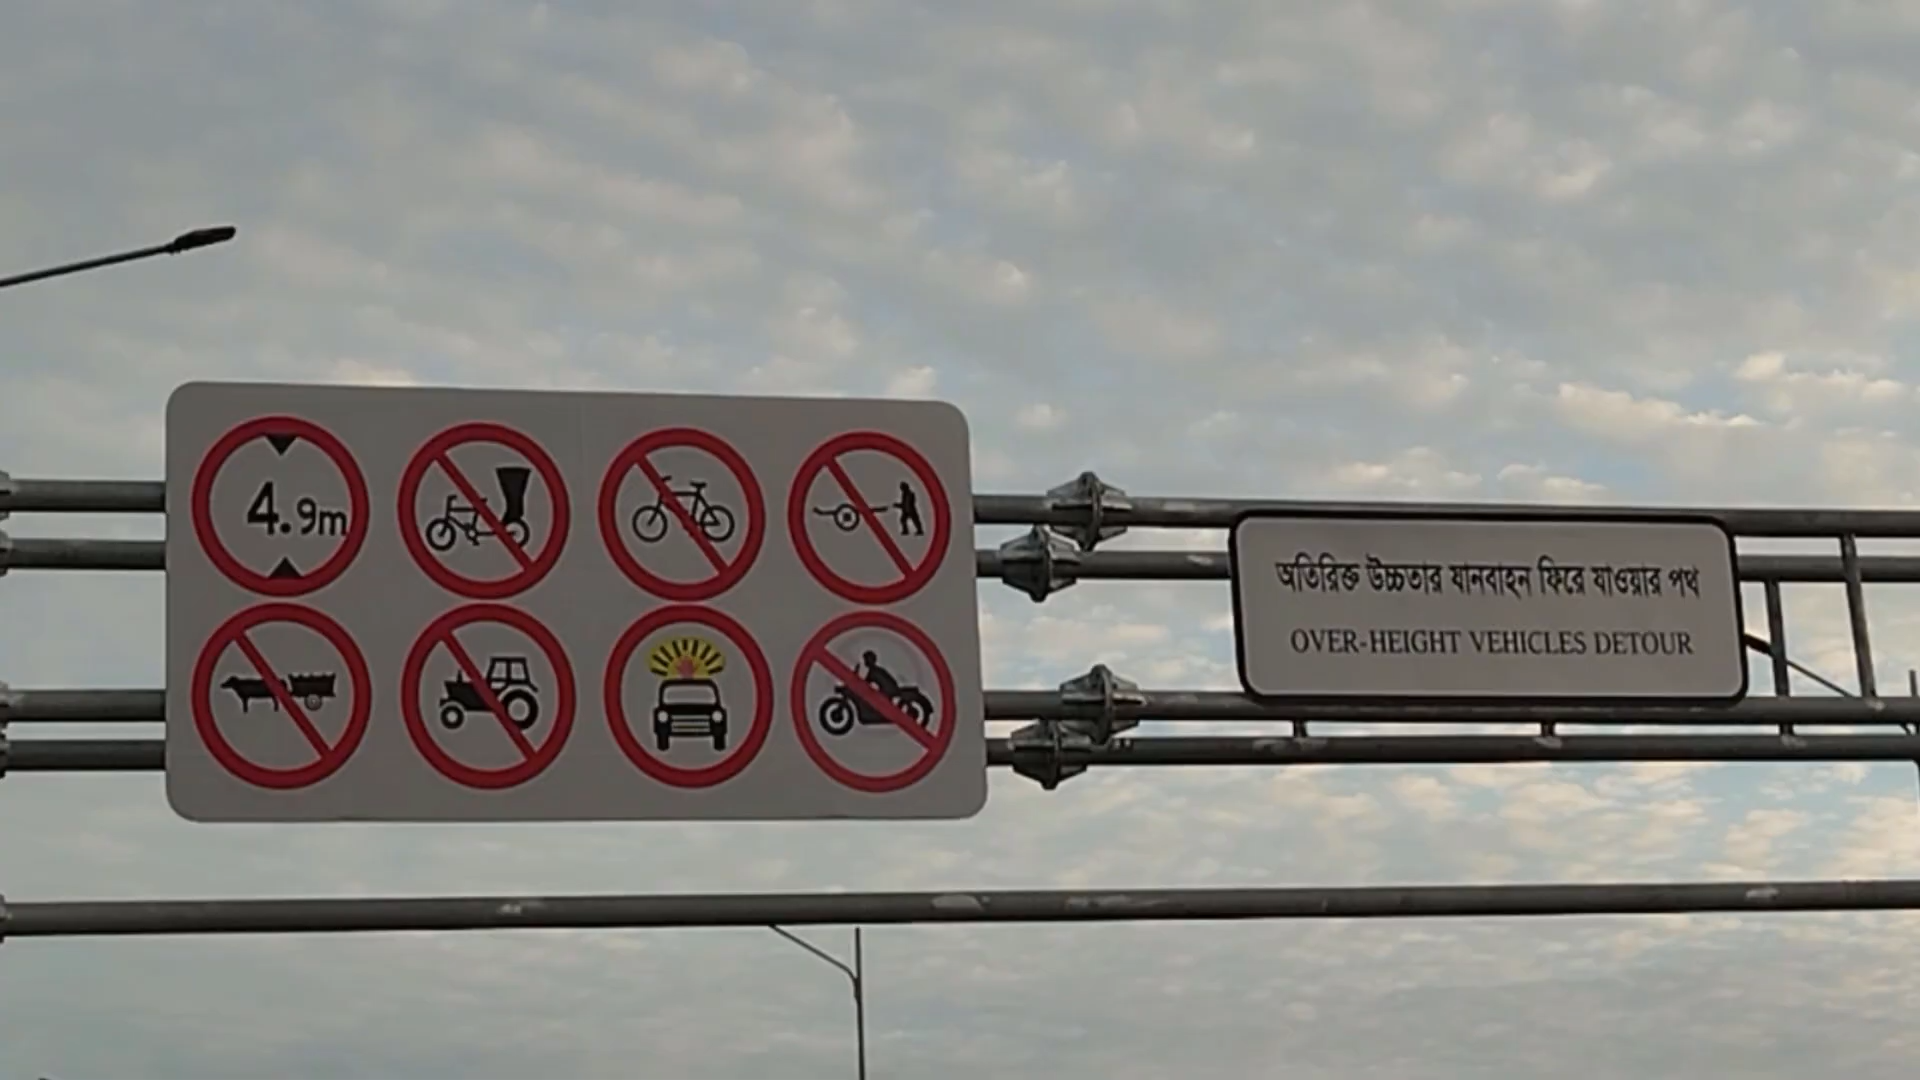 4.9m
অতিরিক্ত উচ্চতার যানবাহন ফিরে যাওয়ার পথ
OVER-HEIGHT VEHICLES DETOUR